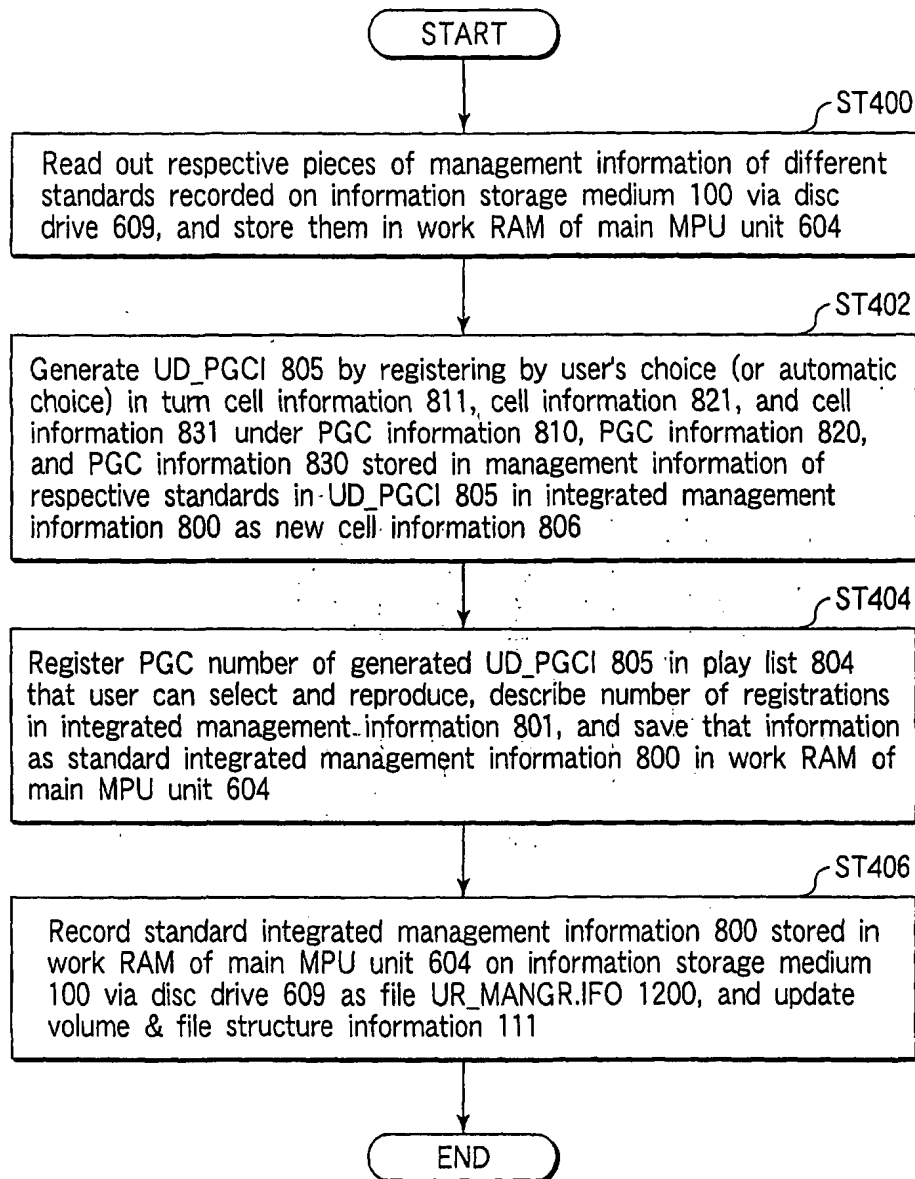 START
ST400
Read out respective pieces of management information of different
standards recorded on information storage medium 100 via disc
drive 609, and store them in work RAM of main MPU unit 604
ST402
Generate UD_PGCI 805 by registering by user's choice (or automatic
choice) in turn cell information 811, cell information 821, and cell
information 831 under PGC information 810, PGC information 820,
and PGC information 830 stored in management information of
respective standards in UD_PGCI 805 in integrated management
information 800 as new cell information 806
ST404
Register PGC number of generated UD_PGCI 805 in play list 804
that user can select and reproduce, describe number of registrations
in integrated management information 801, and save that information
as standard integrated management information 800 in work RAM of
main MPU unit 604
ST406
Record standard integrated management information 800 stored in
work RAM of main MPU unit 604 on information storage medium
100 via disc drive 609 as file UR_MANGR.IFO 1200, and update
volume & file structure information 111
END